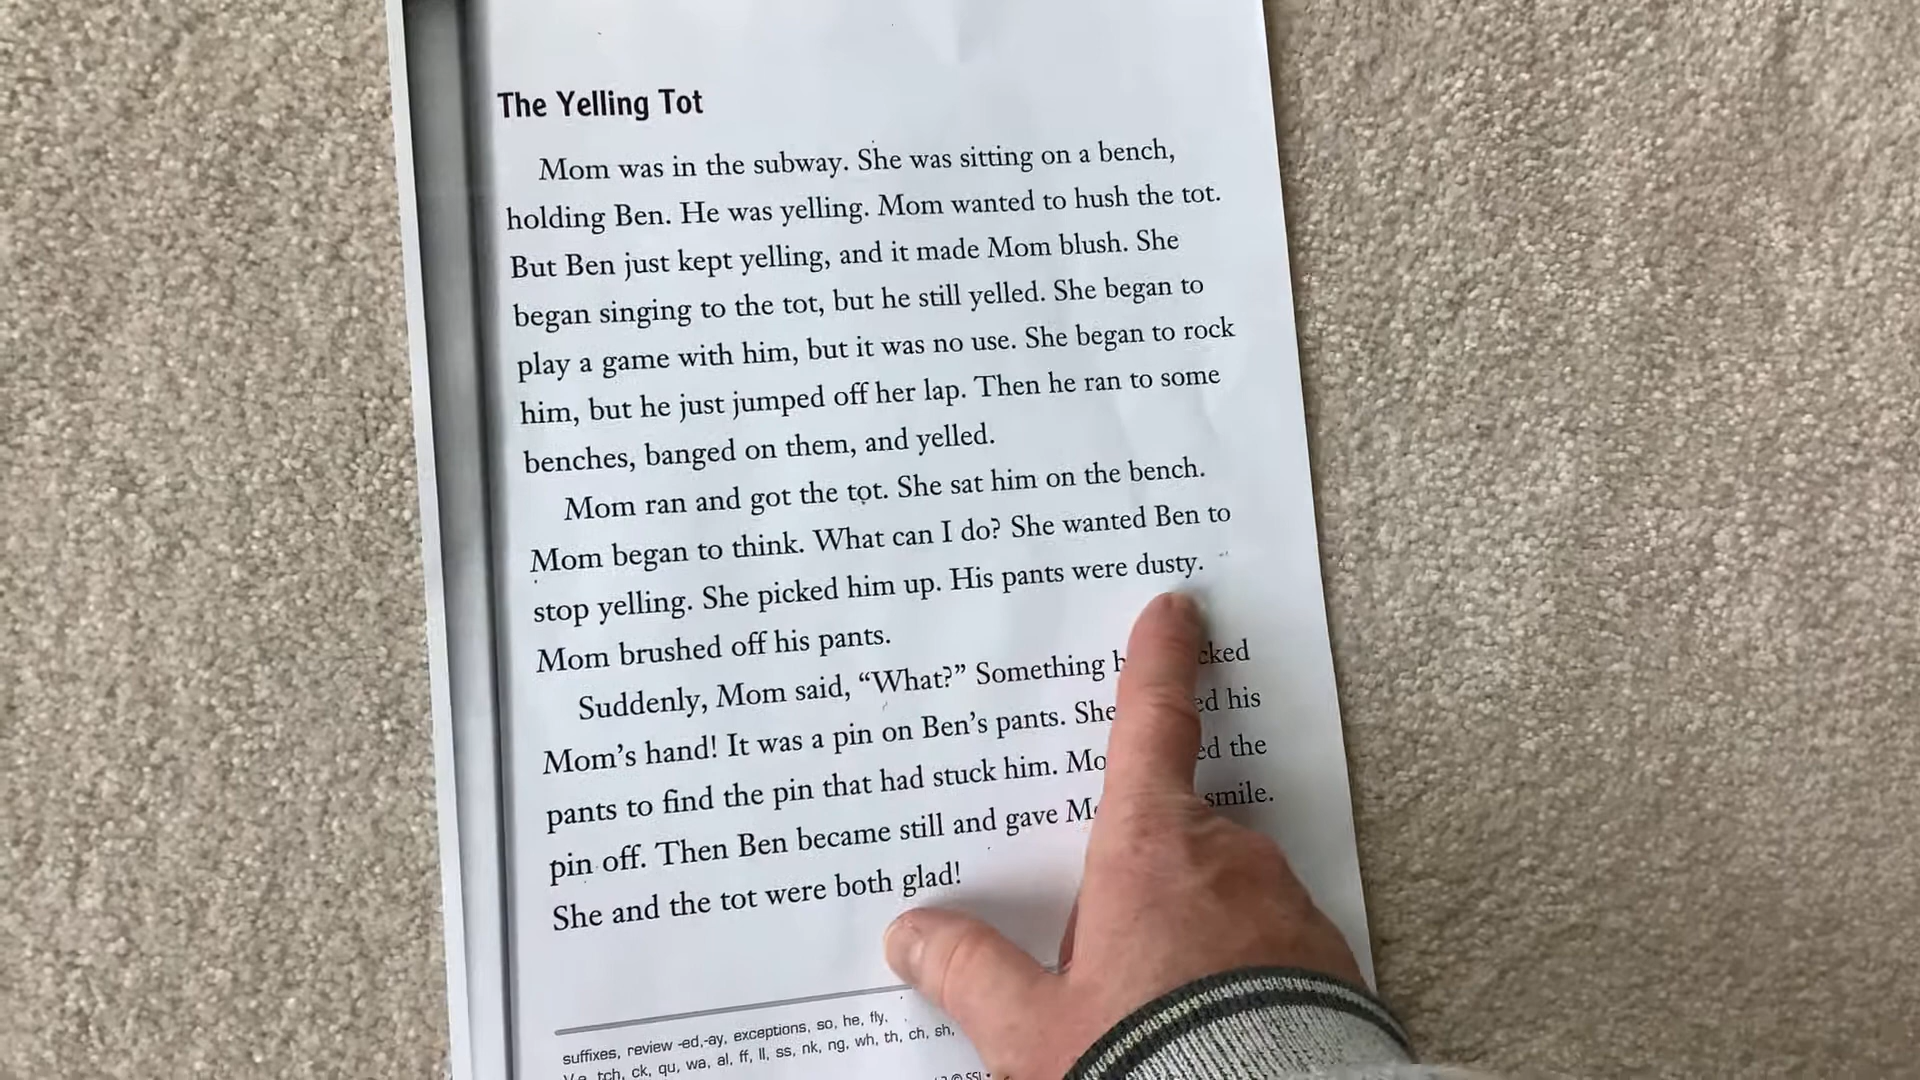 The Yelling Tot
Mom was in the subway. She was sitting on a bench,
holding Ben. He was yelling. Mom wanted to hush the tot.
But Ben just kept yelling, and it made Mom blush. She
began singing to the tot, but he still yelled. She began to
play a game with him, but it was no use. She began to rock
him, but he just jumped off her lap. Then he ran to some
benches, banged on them, and yelled.
Mom ran and got the tot. She sat him on the bench.
Mom began to think. What can I do? She wanted Ben to
stop yelling. She picked him up. His pants were dusty.
Mom brushed off his pants.
Suddenly, Mom said, “What?” Something
Mom’s hand! It was a pin on Ben’s pants. She his
pants to find the pin that had stuck him. the
pin off. Then Ben became still and gave smile.
She and the tot were both glad!
suffixes, review -ed,-ay, exceptions, so, he, fly,
tch, ck, qu, wa, al, ff, ll, ss, nk, ng, wh, th, ch, sh,
© SSI